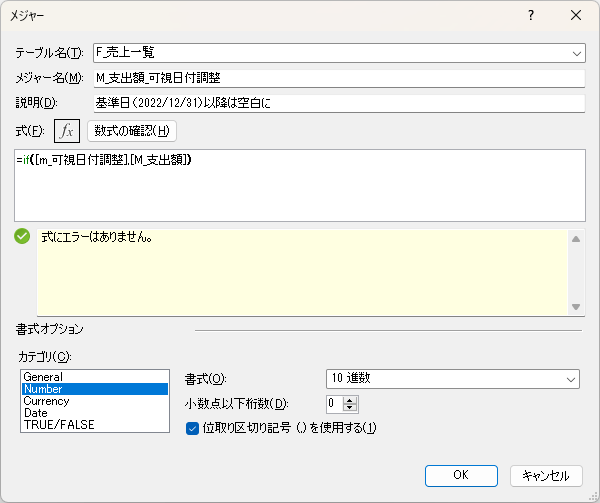 メジャー
?
テーブル名(T):
F_売上一覧
メジャー名(M):
M_支出額_可視日付調整
説明(D):
基準日(2022/12/31)以降は空白に
式(F):
fx
数式の確認(H)
=if([m_可視日付調整],[M_支出額])
式にエラーはありません。
書式オプション
カテゴリ(C):
General
Number
Currency
Date
TRUE/FALSE
書式(O):
10 進数
小数点以下桁数(D):
0
位取り区切り記号 (,) を使用する(1)
OK
キャンセル